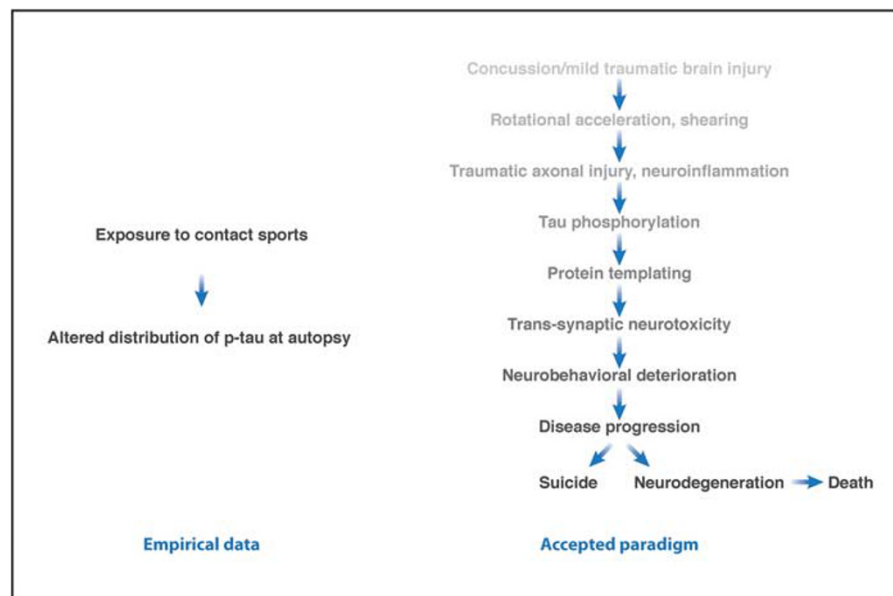 Exposure to contact sports
Altered distribution of p-tau at autopsy
Empirical data
Concussion/mild traumatic brain injury
Rotational acceleration, shearing
Traumatic axonal injury, neuroinflammation
Tau phosphorylation
Protein templating
Trans-synaptic neurotoxicity
Neurobehavioral deterioration
Disease progression
Suicide
Neurodegeneration
Death
Accepted paradigm